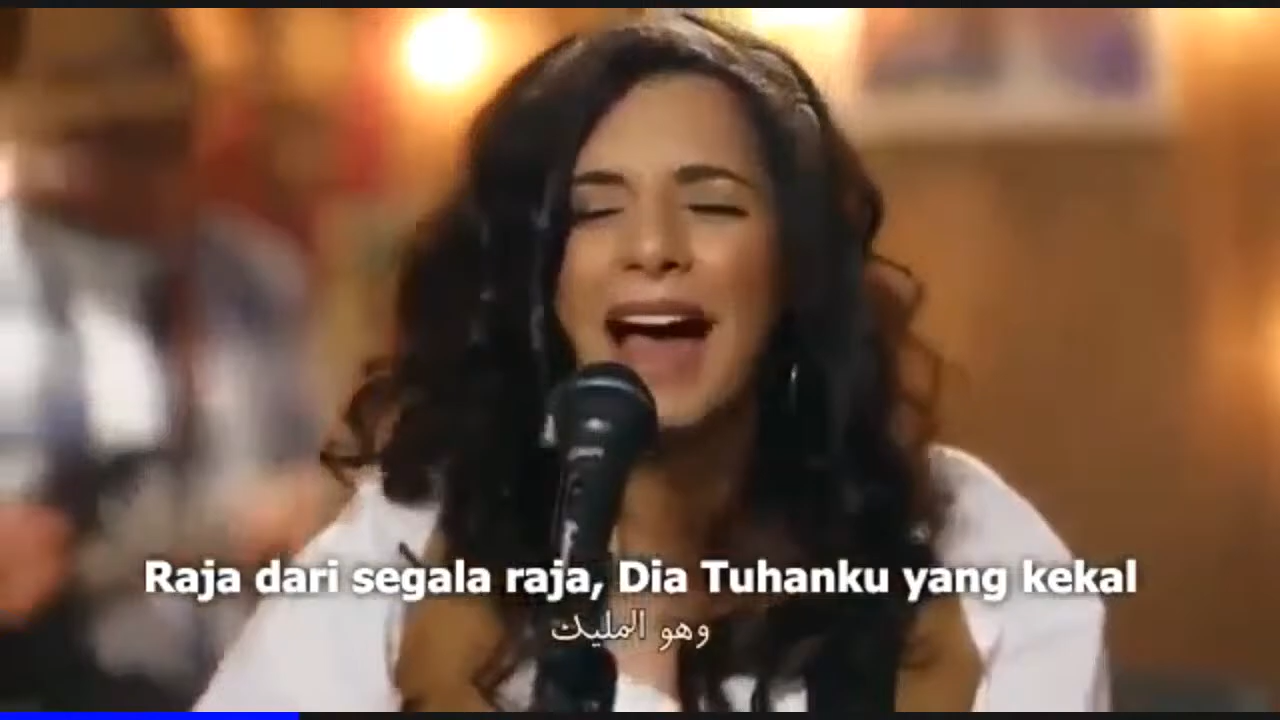 Raja dari segala raja, Dia Tuhanku yang kekal
وهو المليك